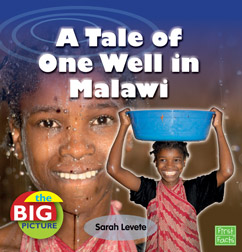 A Tale of
One Well in
Malawi
Sarah Levete
the
BIG
PICTURE
First
Facts